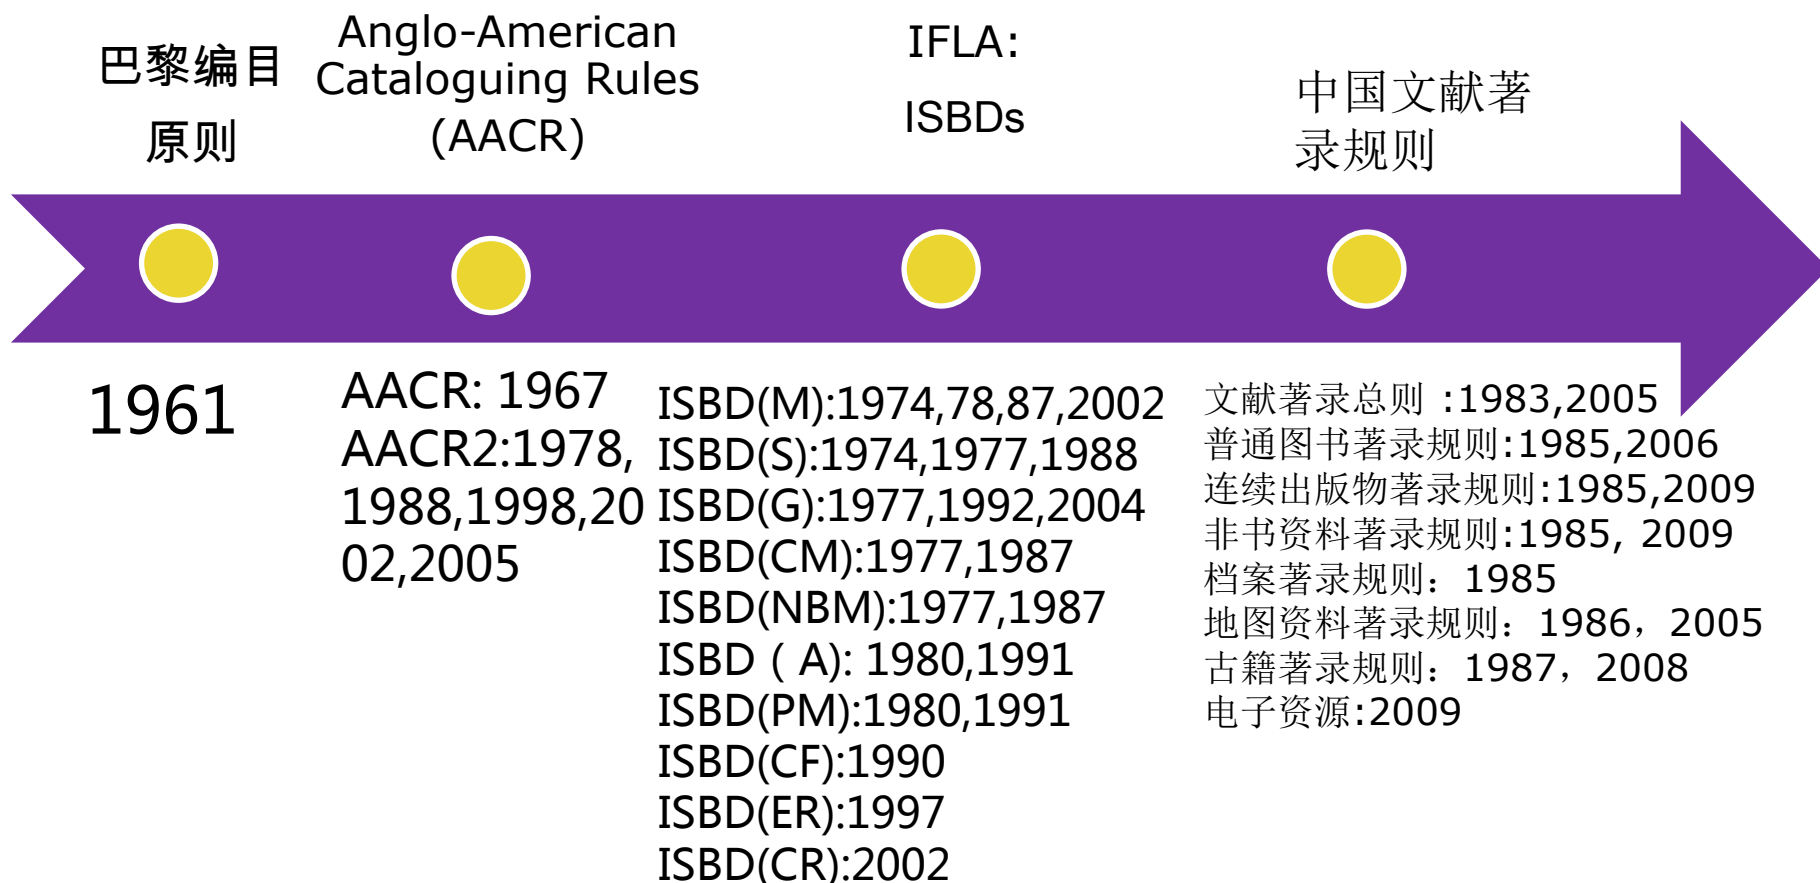 巴黎编目
原则
Anglo-American
Cataloguing Rules
(AACR)
IFLA:
ISBDs
中国文献著
录规则
1961
AACR: 1967
AACR2:1978,
1988,1998,20
02,2005
ISBD(M):1974,78,87,2002
ISBD(S):1974,1977,1988
ISBD(G):1977,1992,2004
ISBD(CM):1977,1987
ISBD(NBM):1977,1987
ISBD ( A): 1980,1991
ISBD(PM):1980,1991
ISBD(CF):1990
ISBD(ER):1997
ISBD(CR):2002
文献著录总则 :1983,2005
普通图书著录规则:1985,2006
连续出版物著录规则:1985,2009
非书资料著录规则:1985, 2009
档案著录规则：1985
地图资料著录规则：1986，2005
古籍著录规则：1987，2008
电子资源:2009